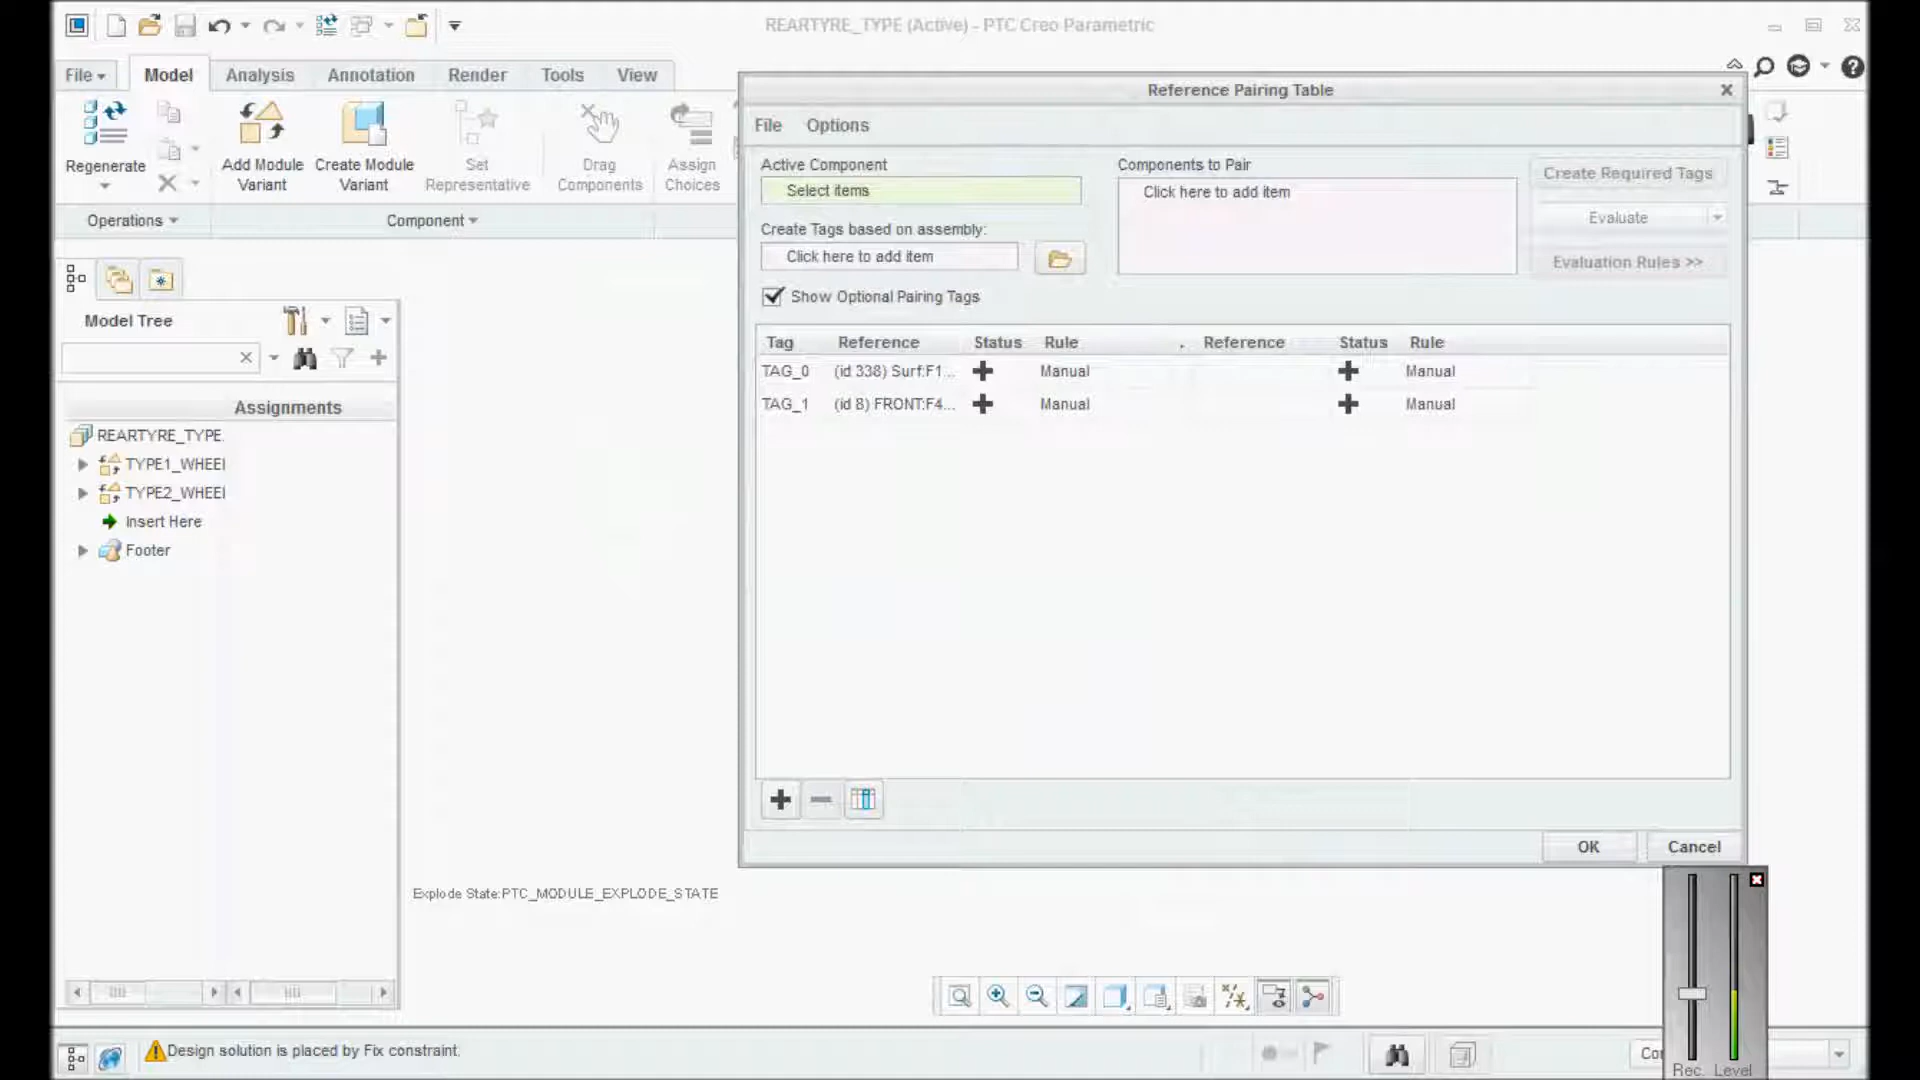 REARTYRE_TYPE (Active) - PTC Creo Parametric
File Model Analysis Annotation Render Tools View
Regenerate
Add Module Variant
Create Module Variant
Set Representative
Drag Components
Assign Choices
Operations Component
Model Tree
Assignments
REARTYRE_TYPE.
TYPE1_WHEEl
TYPE2_WHEEl
Insert Here
Footer
Reference Pairing Table
File Options
Active Component
Select items
Create Tags based on assembly:
Click here to add item
Show Optional Pairing Tags
Components to Pair
Click here to add item
Create Required Tags
Evaluate
Evaluation Rules >>
Tag Reference Status Rule . Reference Status Rule
TAG_0 (id 338) Surf:F1... Manual Manual
TAG_1 (id 8) FRONT:F4... Manual Manual
OK Cancel
Explode State:PTC_MODULE_EXPLODE_STATE
Design solution is placed by Fix constraint.
Rec. Level